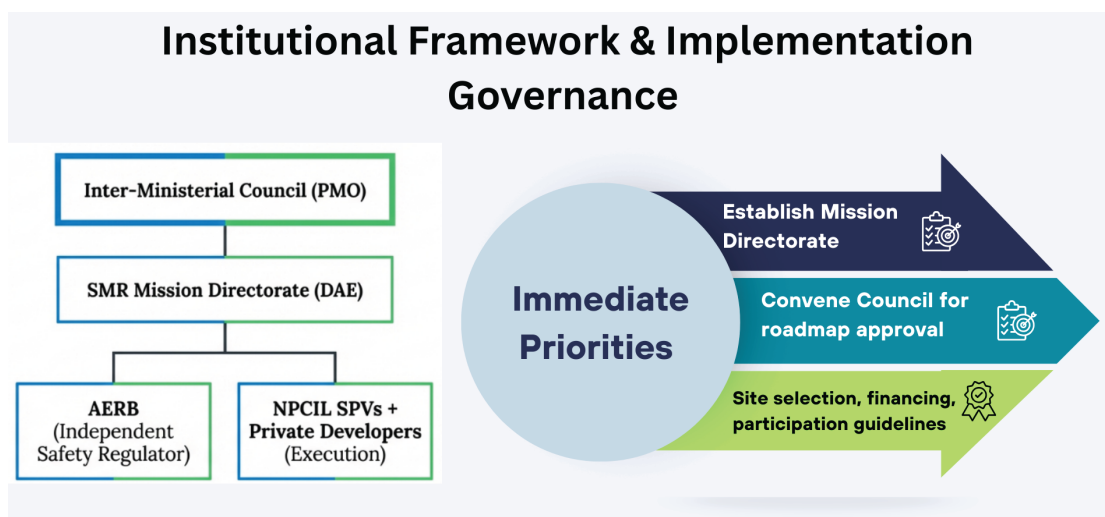 Institutional Framework & Implementation
Governance
Inter-Ministerial Council (PMO)
SMR Mission Directorate (DAE)
AERB
(Independent
Safety Regulator)
NPCIL SPVs +
Private Developers
(Execution)
Immediate
Priorities
Establish Mission
Directorate
Convene Council for
roadmap approval
Site selection, financing,
participation guidelines